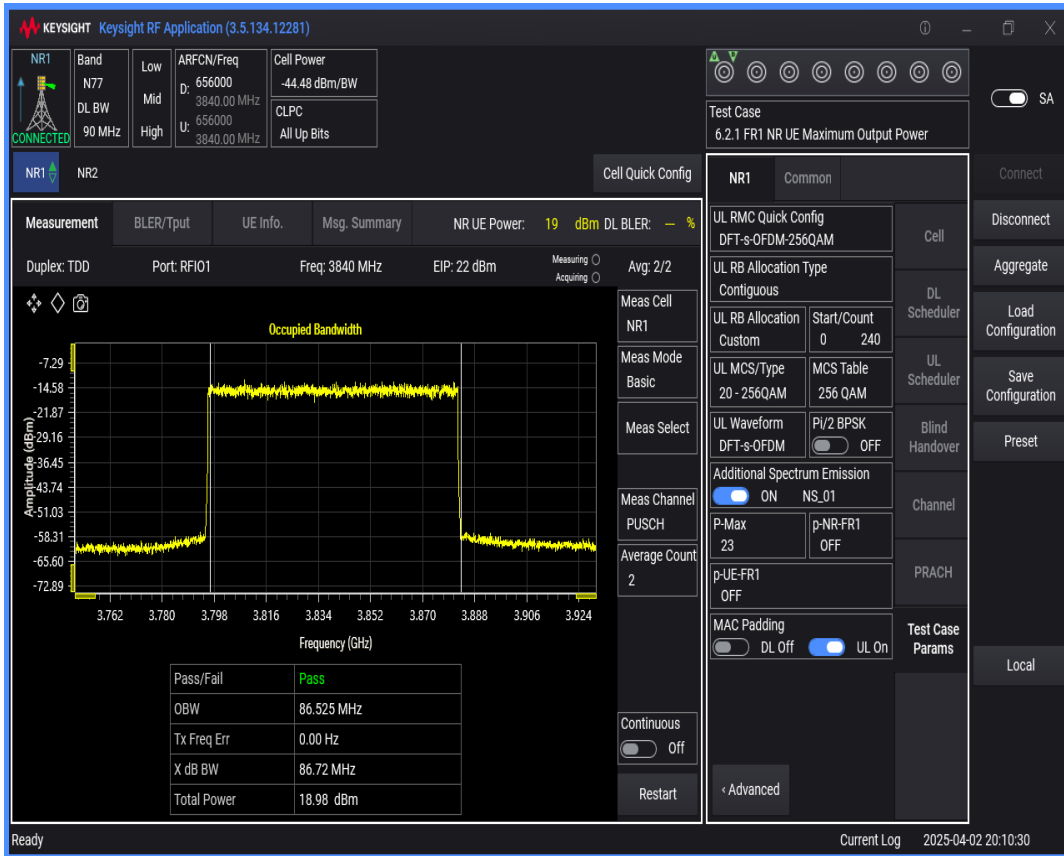 KEYSIGHT Keysight RF Application (3.5.134.12281)
NR1
CONNECTED
Band
N77
DL BW
90 MHz
Low
Mid
High
ARFCN/Freq
D: 656000
3840.00 MHz
U: 656000
3840.00 MHz
Cell Power
-44.48 dBm/BW
CLPC
All Up Bits
Test Case
6.2.1 FR1 NR UE Maximum Output Power
SA
NR1
NR2
Cell Quick Config
Measurement
BLER/Tput
UE Info.
Msg. Summary
NR UE Power: 19 dBm DL BLER: -- %
Duplex: TDD
Port: RFIO1
Freq: 3840 MHz
EIP: 22 dBm
Measuring
Acquiring
Avg: 2/2
Occupied Bandwidth
Amplitude (dBm)
-7.29
-14.58
-21.87
-29.16
-36.45
-43.74
-51.03
-58.31
-65.60
-72.89
3.762 3.780 3.798 3.816 3.834 3.852 3.870 3.888 3.906 3.924
Frequency (GHz)
Pass/Fail Pass
OBW 86.525 MHz
Tx Freq Err 0.00 Hz
X dB BW 86.72 MHz
Total Power 18.98 dBm
Meas Cell
NR1
Meas Mode
Basic
Meas Select
Meas Channel
PUSCH
Average Count
2
Continuous
Off
Restart
NR1
Common
UL RMC Quick Config
DFT-s-OFDM-256QAM
UL RB Allocation Type
Contiguous
UL RB Allocation
Custom
Start/Count
0 240
UL MCS/Type
20 - 256QAM
MCS Table
256 QAM
UL Waveform
DFT-s-OFDM
Pi/2 BPSK
OFF
Additional Spectrum Emission
ON NS_01
P-Max
23
p-NR-FR1
OFF
p-UE-FR1
OFF
MAC Padding
DL Off UL On
‹ Advanced
Cell
DL
Scheduler
UL
Scheduler
Blind
Handover
Channel
PRACH
Test Case
Params
Connect
Disconnect
Aggregate
Load
Configuration
Save
Configuration
Preset
Local
Ready
Current Log 2025-04-02 20:10:30